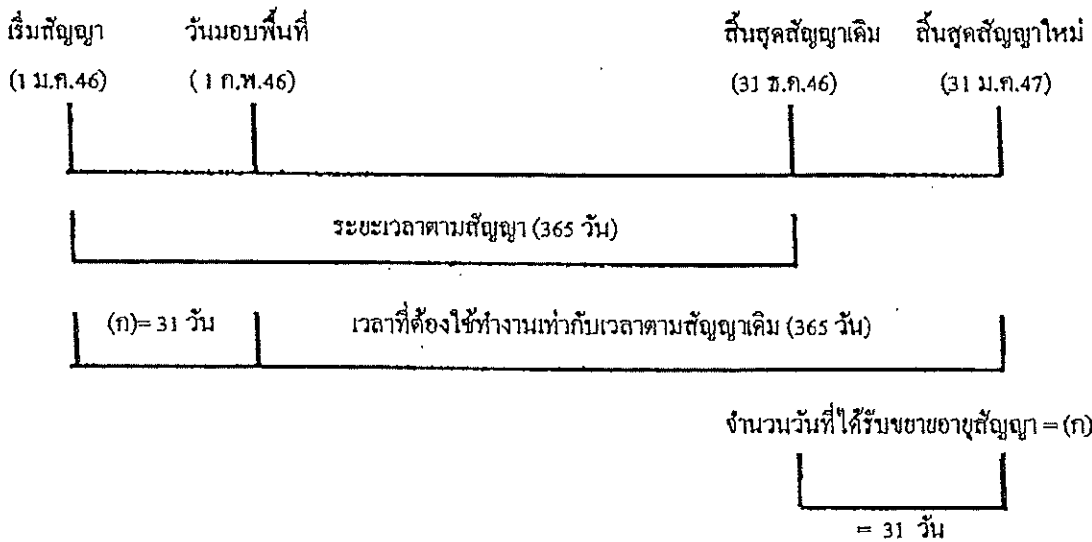 เริ่มสัญญา วันมอบพื้นที่ สิ้นสุดสัญญาเดิม สิ้นสุดสัญญาใหม่
(1 ม.ค.46) ( 1 ก.พ.46) (31 ธ.ค.46) (31 ม.ค.47)
ระยะเวลาตามสัญญา (365 วัน)
(ก)= 31 วัน เวลาที่ต้องใช้ทำงานเท่ากับเวลาตามสัญญาเดิม (365 วัน)
จำนวนวันที่ได้รับขยายอายุสัญญา = (ก)
= 31 วัน